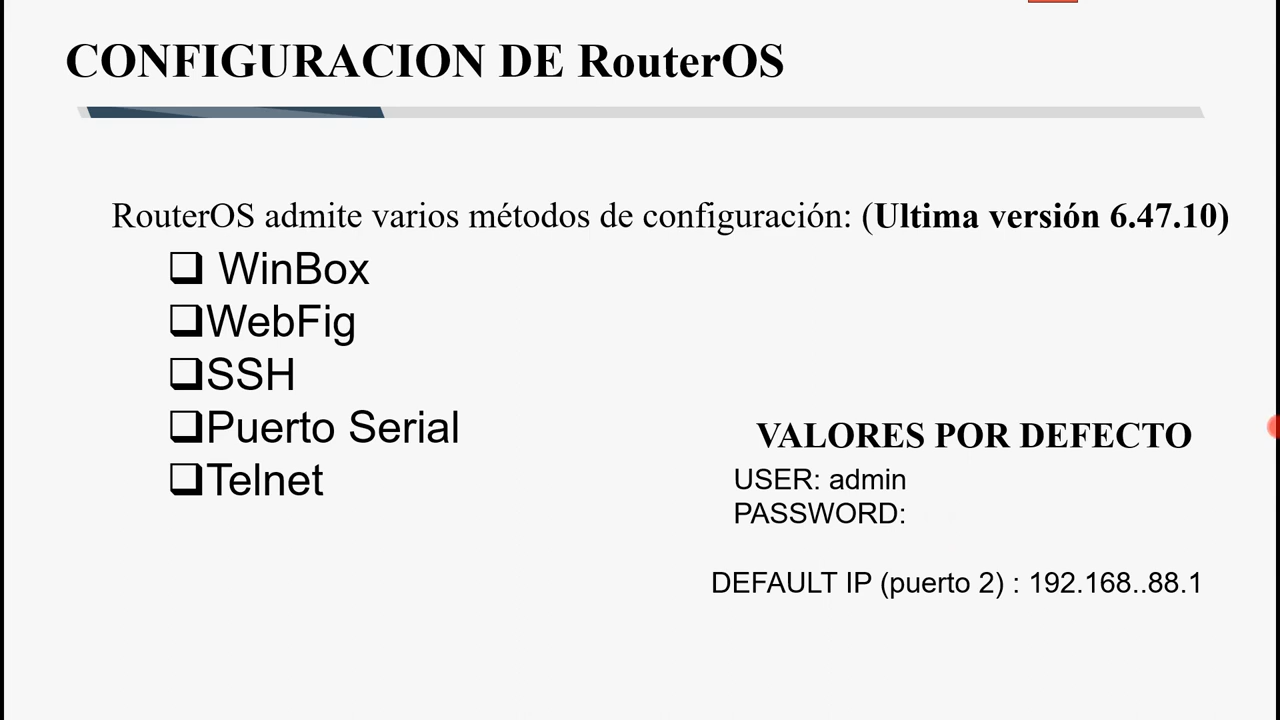 CONFIGURACION DE RouterOS
RouterOS admite varios métodos de configuración: (Ultima versión 6.47.10)
WinBox
WebFig
SSH
Puerto Serial
Telnet
VALORES POR DEFECTO
USER: admin
PASSWORD:
DEFAULT IP (puerto 2) : 192.168..88.1